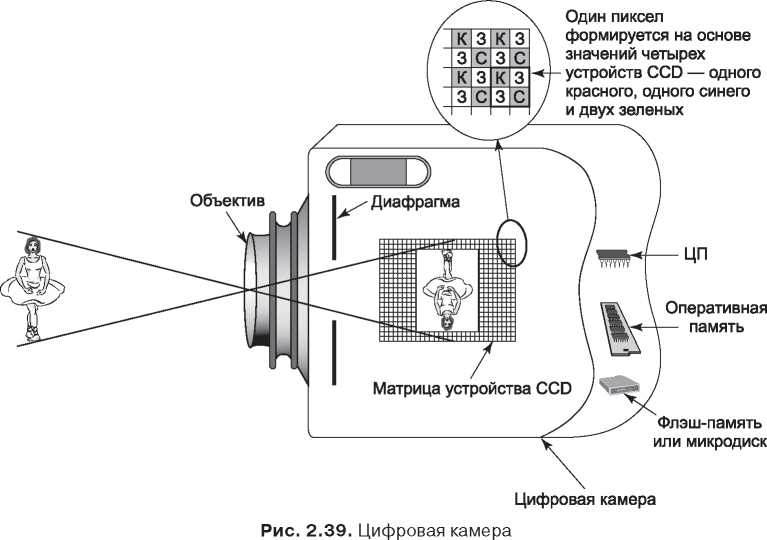 Один пиксел
формируется на основе
значений четырех
устройств CCD — одного
красного, одного синего
и двух зеленых
К З К З
З С З С
К З К З
З С З С
Объектив
Диафрагма
ЦП
Оперативная
память
Матрица устройства CCD
Флэш-память
или микродиск
Цифровая камера
Рис. 2.39. Цифровая камера